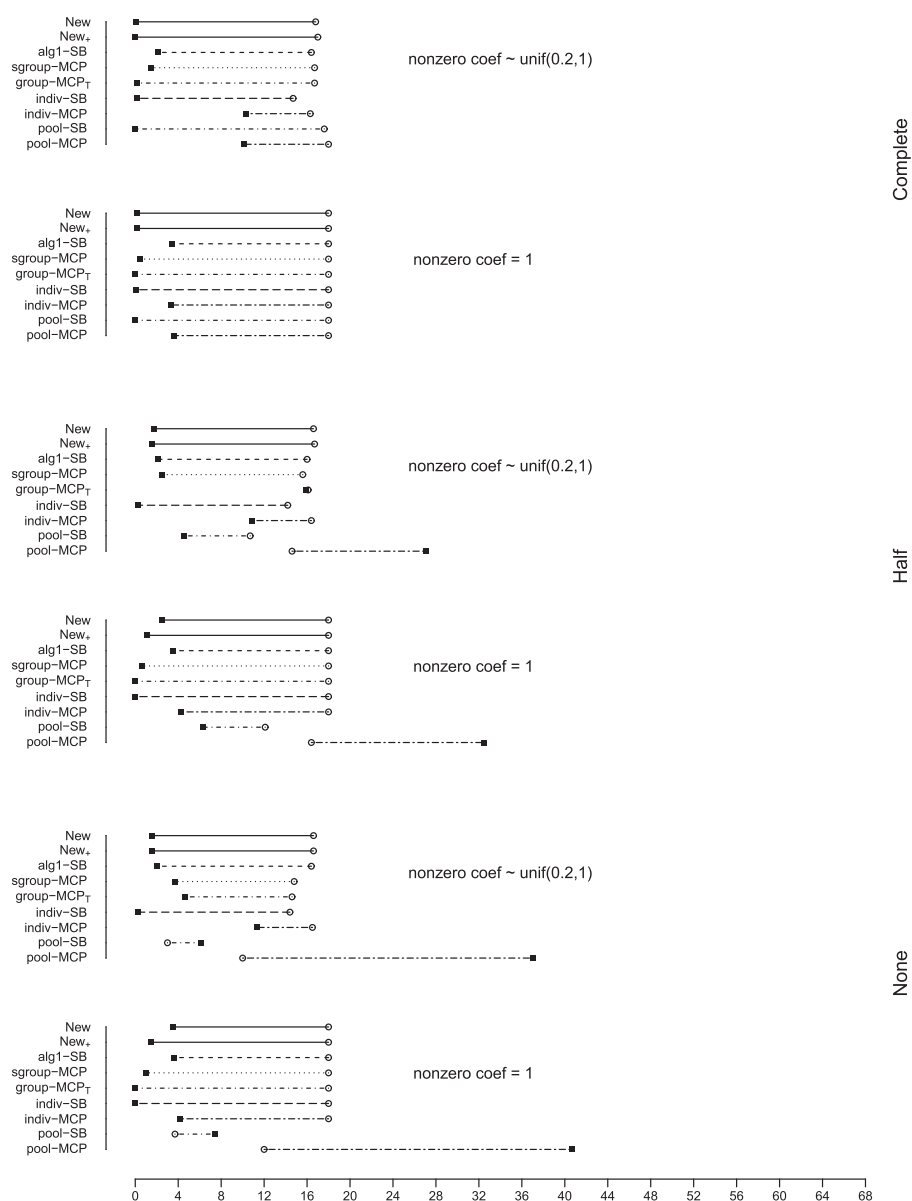 New
New+
alg1−SB
sgroup−MCP
group−MCPT
indiv−SB
indiv−MCP
pool−SB
pool−MCP
nonzero coef ~ unif(0.2,1)
New
New+
alg1−SB
sgroup−MCP
group−MCPT
indiv−SB
indiv−MCP
pool−SB
pool−MCP
nonzero coef = 1
Complete
New
New+
alg1−SB
sgroup−MCP
group−MCPT
indiv−SB
indiv−MCP
pool−SB
pool−MCP
nonzero coef ~ unif(0.2,1)
New
New+
alg1−SB
sgroup−MCP
group−MCPT
indiv−SB
indiv−MCP
pool−SB
pool−MCP
nonzero coef = 1
Half
New
New+
alg1−SB
sgroup−MCP
group−MCPT
indiv−SB
indiv−MCP
pool−SB
pool−MCP
nonzero coef ~ unif(0.2,1)
New
New+
alg1−SB
sgroup−MCP
group−MCPT
indiv−SB
indiv−MCP
pool−SB
pool−MCP
nonzero coef = 1
None
0 4 8 12 16 20 24 28 32 36 40 44 48 52 56 60 64 68